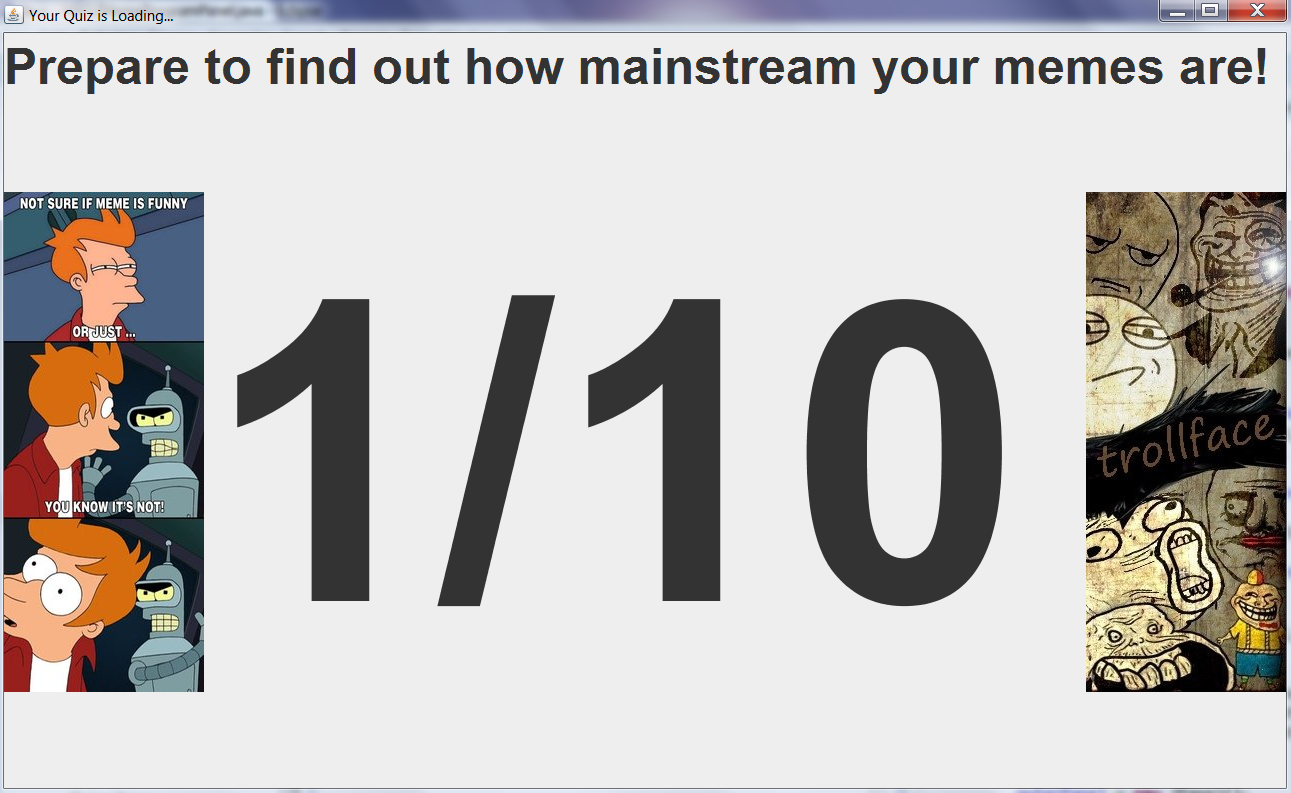 Your Quiz is Loading...
Prepare to find out how mainstream your memes are!
NOT SURE IF MEME IS FUNNY
OR JUST ...
YOU KNOW IT'S NOT!
1/10
trollface